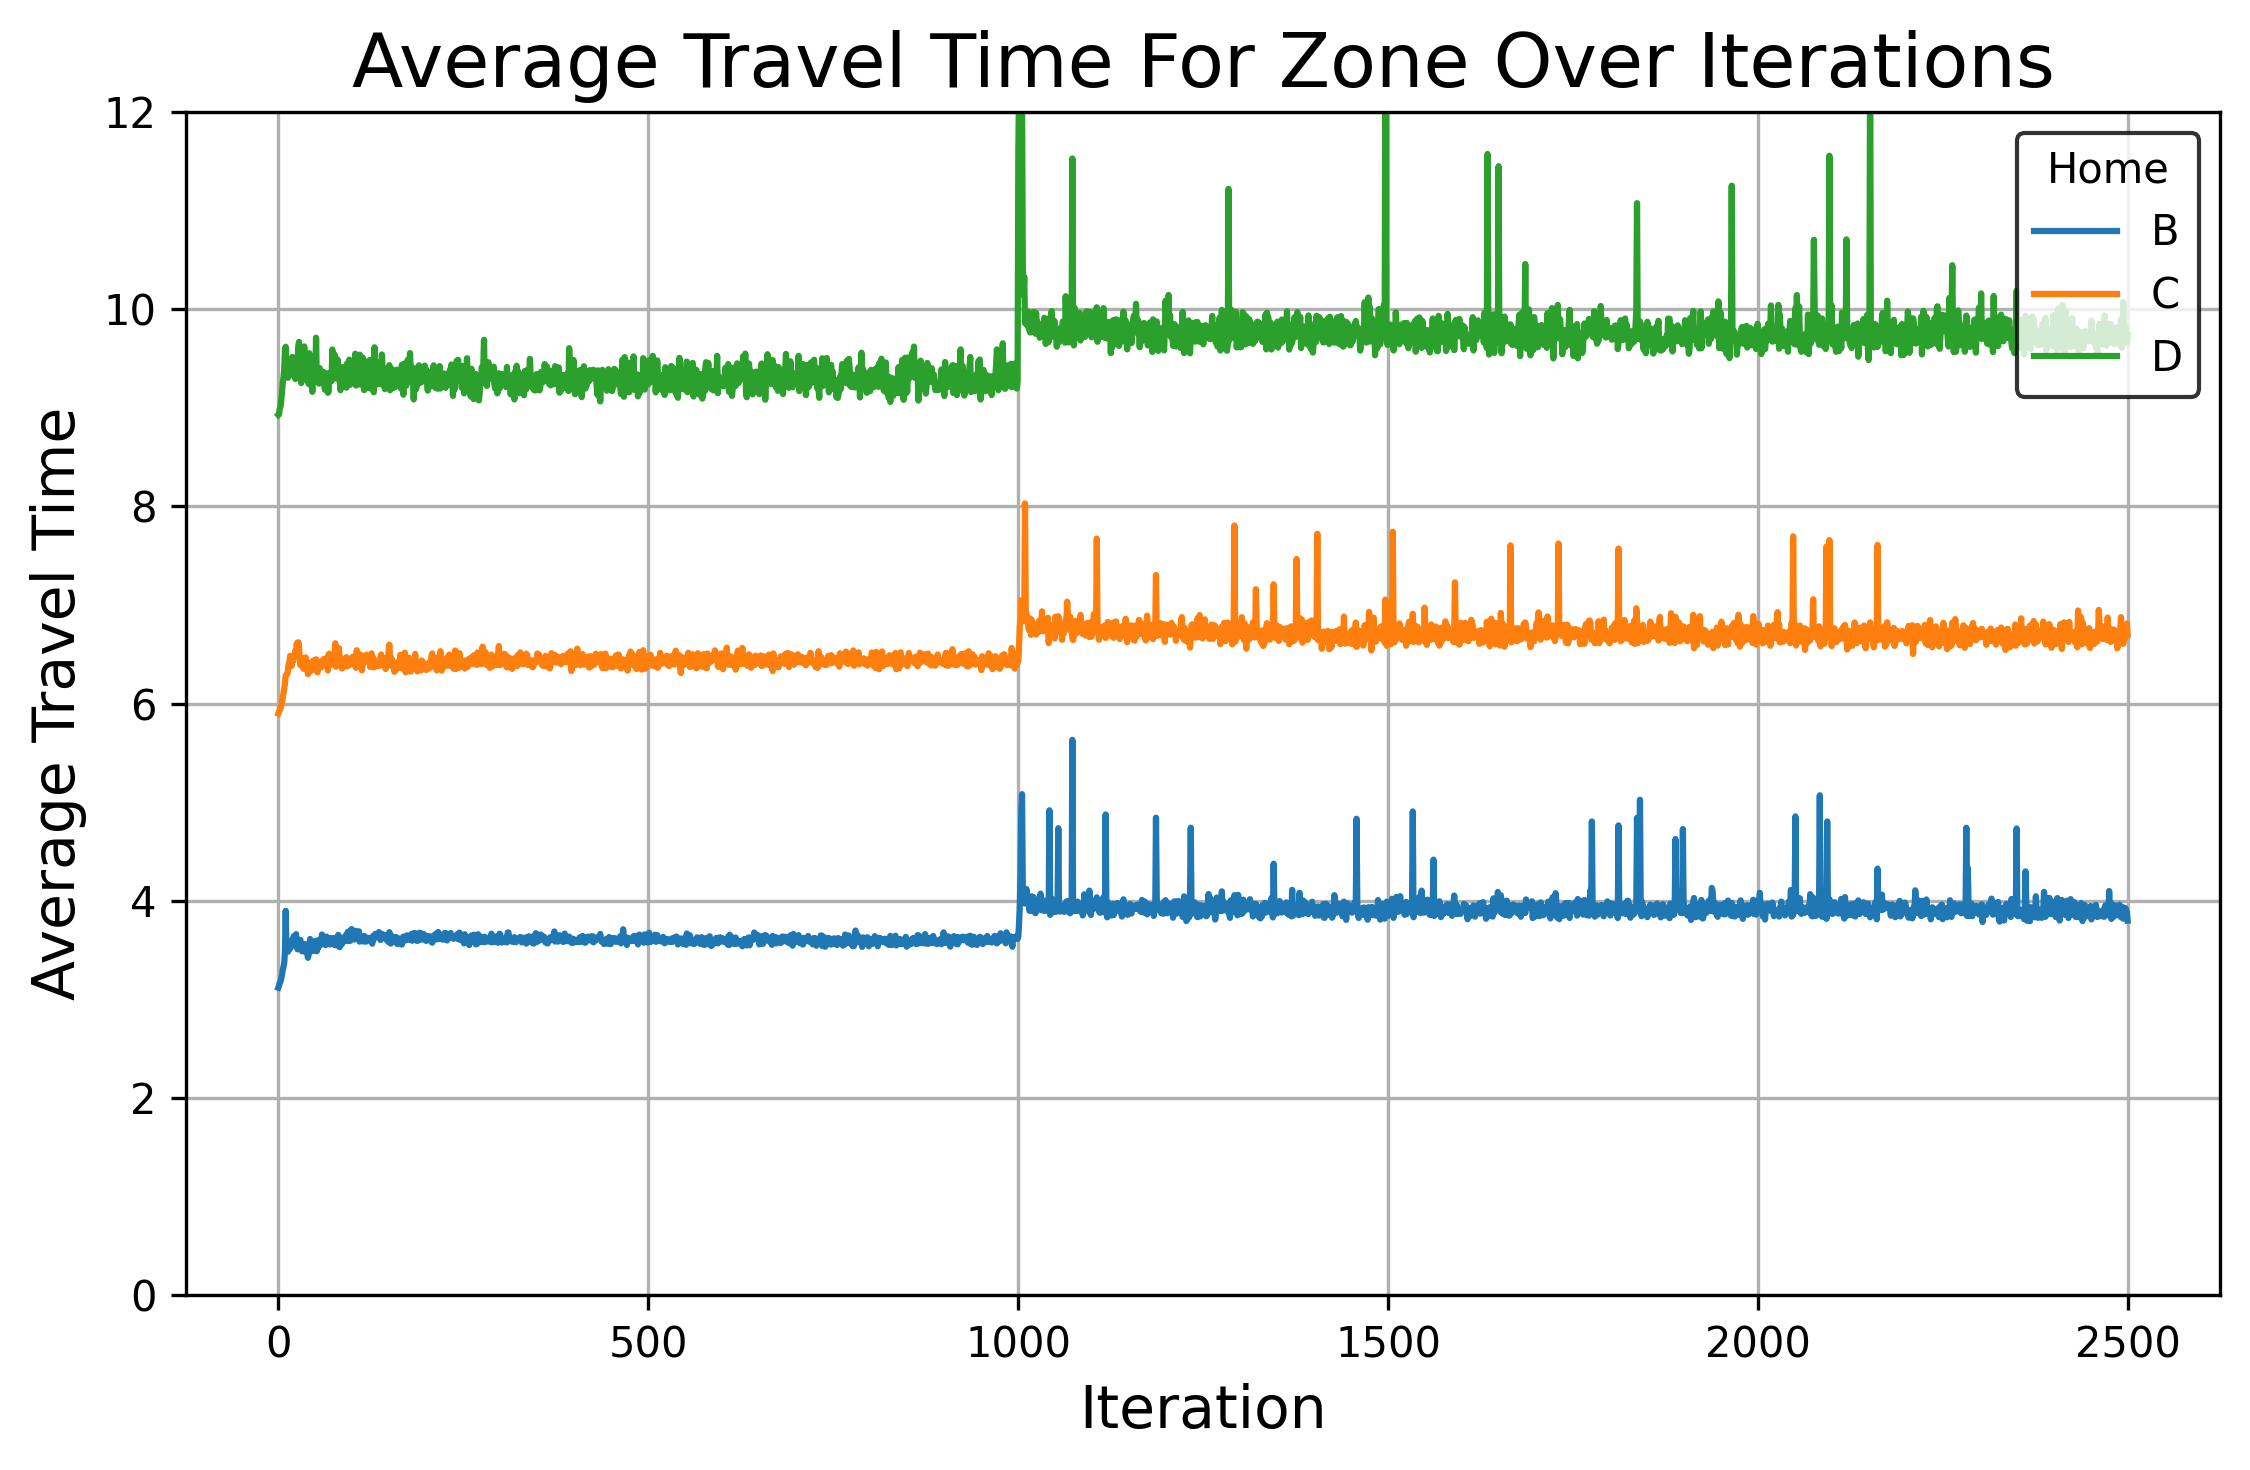 Average Travel Time For Zone Over Iterations
12
10
8
6
4
2
0
Average Travel Time
Home
B
C
D
0 500 1000 1500 2000 2500
Iteration